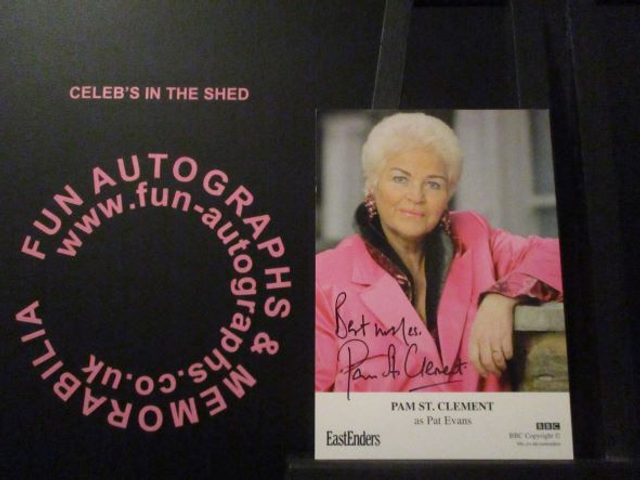 CELEB'S IN THE SHED
FUN AUTOGRAPHS & MEMORABILIA
www.fun-autographs.co.uk
Best wishes.
Pam St Clement
PAM ST. CLEMENT
as Pat Evans
EastEnders
BBC
BBC Copyright ©